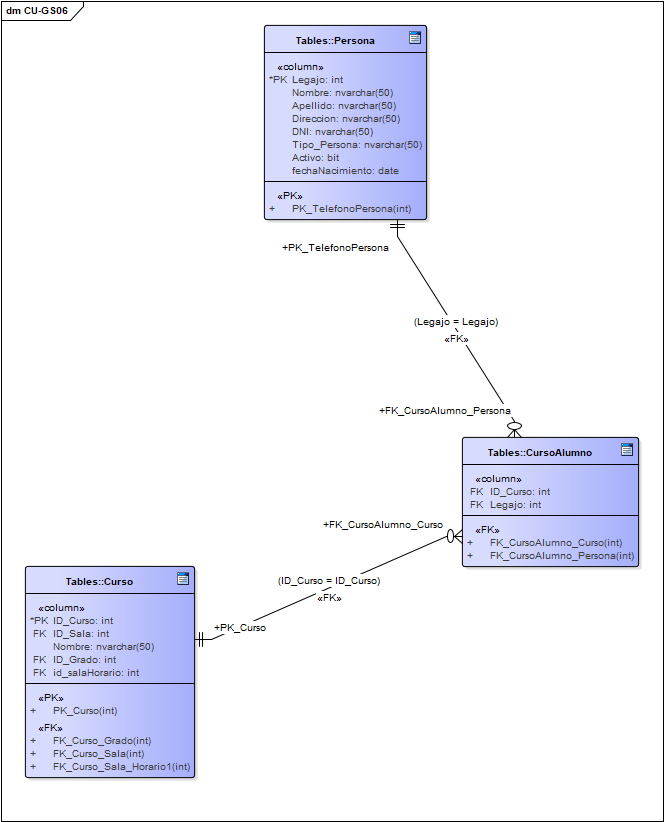 dm CU-GS06
Tables::Persona
«column»
*PK Legajo: int
Nombre: nvarchar(50)
Apellido: nvarchar(50)
Direccion: nvarchar(50)
DNI: nvarchar(50)
Tipo_Persona: nvarchar(50)
Activo: bit
fechaNacimiento: date
«PK»
+ PK_TelefonoPersona(int)
+PK_TelefonoPersona
(Legajo = Legajo)
«FK»
+FK_CursoAlumno_Persona
Tables::CursoAlumno
«column»
FK ID_Curso: int
FK Legajo: int
«FK»
+ FK_CursoAlumno_Curso(int)
+ FK_CursoAlumno_Persona(int)
+FK_CursoAlumno_Curso
(ID_Curso = ID_Curso)
«FK»
+PK_Curso
Tables::Curso
«column»
*PK ID_Curso: int
FK ID_Sala: int
Nombre: nvarchar(50)
FK ID_Grado: int
FK id_salaHorario: int
«PK»
+ PK_Curso(int)
«FK»
+ FK_Curso_Grado(int)
+ FK_Curso_Sala(int)
+ FK_Curso_Sala_Horario1(int)